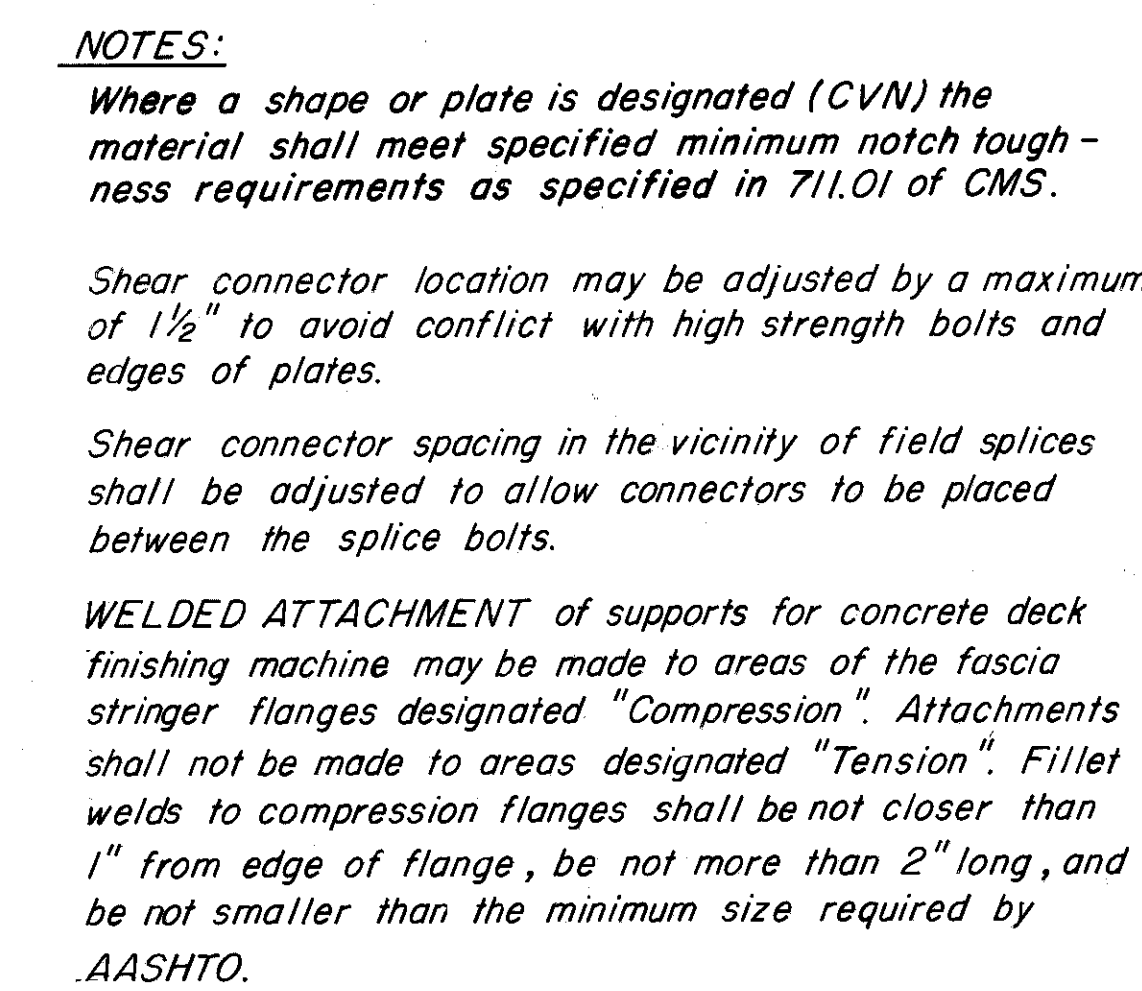 NOTES:
Where a shape or plate is designated (CVN) the
material shall meet specified minimum notch tough-
ness requirements as specified in 711.01 of CMS.
Shear connector location may be adjusted by a maximum
of 1½" to avoid conflict with high strength bolts and
edges of plates.
Shear connector spacing in the vicinity of field splices
shall be adjusted to allow connectors to be placed
between the splice bolts.
WELDED ATTACHMENT of supports for concrete deck
finishing machine may be made to areas of the fascia
stringer flanges designated "Compression". Attachments
shall not be made to areas designated "Tension". Fillet
welds to compression flanges shall be not closer than
1" from edge of flange, be not more than 2" long, and
be not smaller than the minimum size required by
AASHTO.